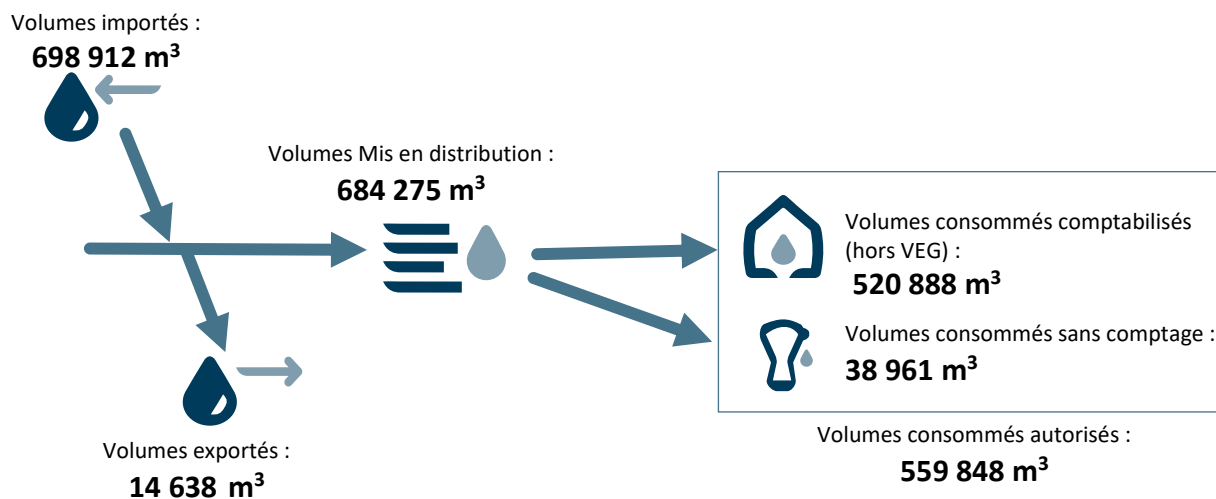 Volumes importés :
698 912 m³
Volumes Mis en distribution :
684 275 m³
Volumes consommés comptabilisés
(hors VEG) :
520 888 m³
Volumes consommés sans comptage :
38 961 m³
Volumes exportés :
14 638 m³
Volumes consommés autorisés :
559 848 m³